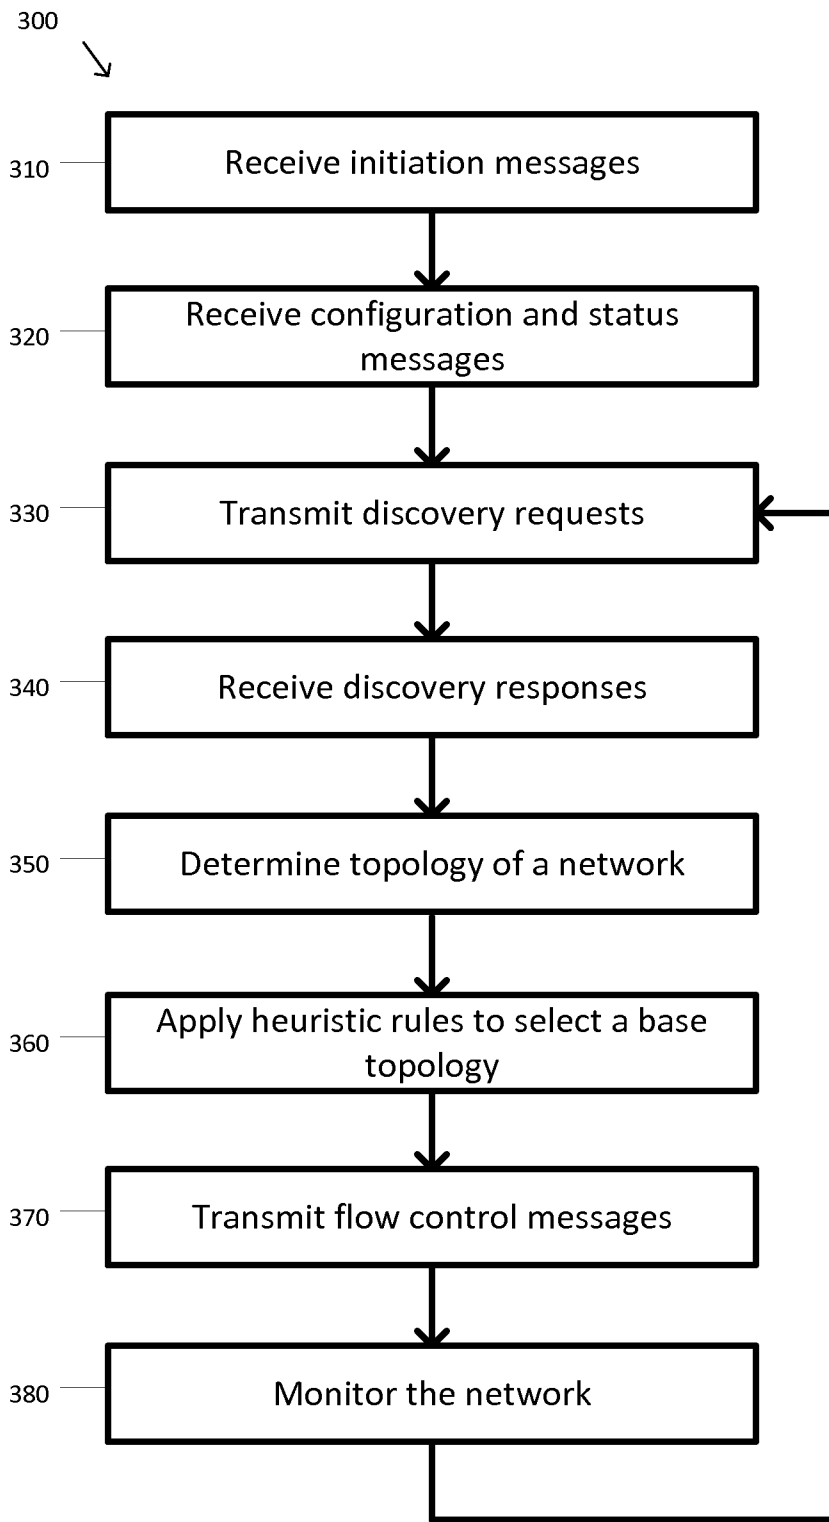 300
310
Receive initiation messages
320
Receive configuration and status
messages
330
Transmit discovery requests
340
Receive discovery responses
350
Determine topology of a network
360
Apply heuristic rules to select a base
topology
370
Transmit flow control messages
380
Monitor the network